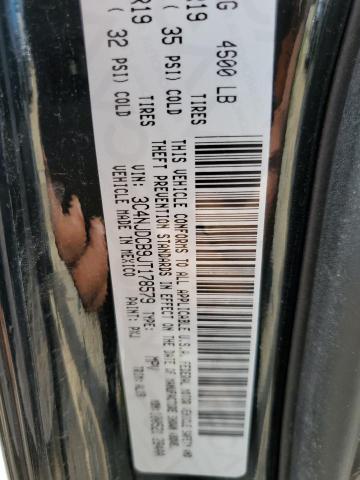 G 4600 LB
R19 TIRES
( 35 PSI) COLD
R19 TIRES
( 32 PSI) COLD
THIS VEHICLE CONFORMS TO ALL APPLICABLE U.S.A. FEDERAL MOTOR VEHICLE SAFETY AND
THEFT PREVENTION STANDARDS IN EFFECT ON THE DATE OF MANUFACTURE SHOWN ABOVE.
VIN: 3C4NJDCB9JT178579 TYPE: MPV
VEHICLE MADE IN MEXICO PAINT: PXJ TRIM: